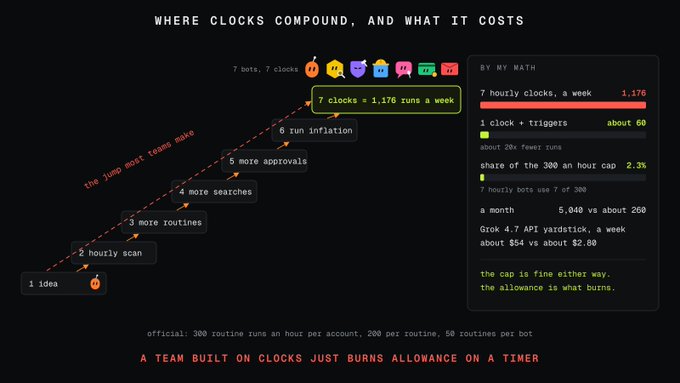 WHERE CLOCKS COMPOUND, AND WHAT IT COSTS
7 bots, 7 clocks
7 clocks = 1,176 runs a week
6 run inflation
5 more approvals
4 more searches
3 more routines
2 hourly scan
1 idea
the jump most teams make
BY MY MATH
7 hourly clocks, a week 1,176
1 clock + triggers about 60
about 20x fewer runs
share of the 300 an hour cap 2.3%
7 hourly bots use 7 of 300
a month 5,040 vs about 260
Grok 4.7 API yardstick, a week
about $54 vs about $2.80
the cap is fine either way.
the allowance is what burns.
official: 300 routine runs an hour per account, 200 per routine, 50 routines per bot
A TEAM BUILT ON CLOCKS JUST BURNS ALLOWANCE ON A TIMER